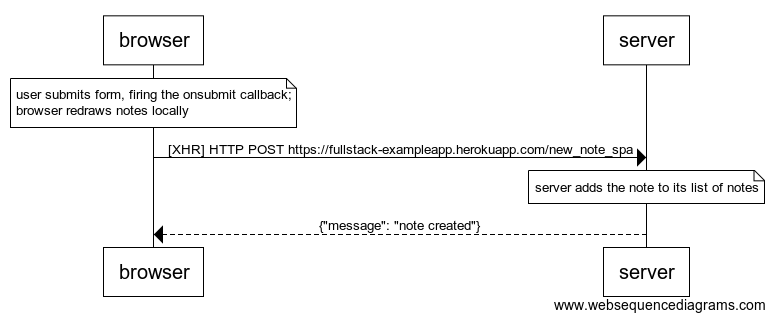 browser
server
user submits form, firing the onsubmit callback;
browser redraws notes locally
[XHR] HTTP POST https://fullstack-exampleapp.herokuapp.com/new_note_spa
server adds the note to its list of notes
{"message": "note created"}
browser
server
www.websequencediagrams.com